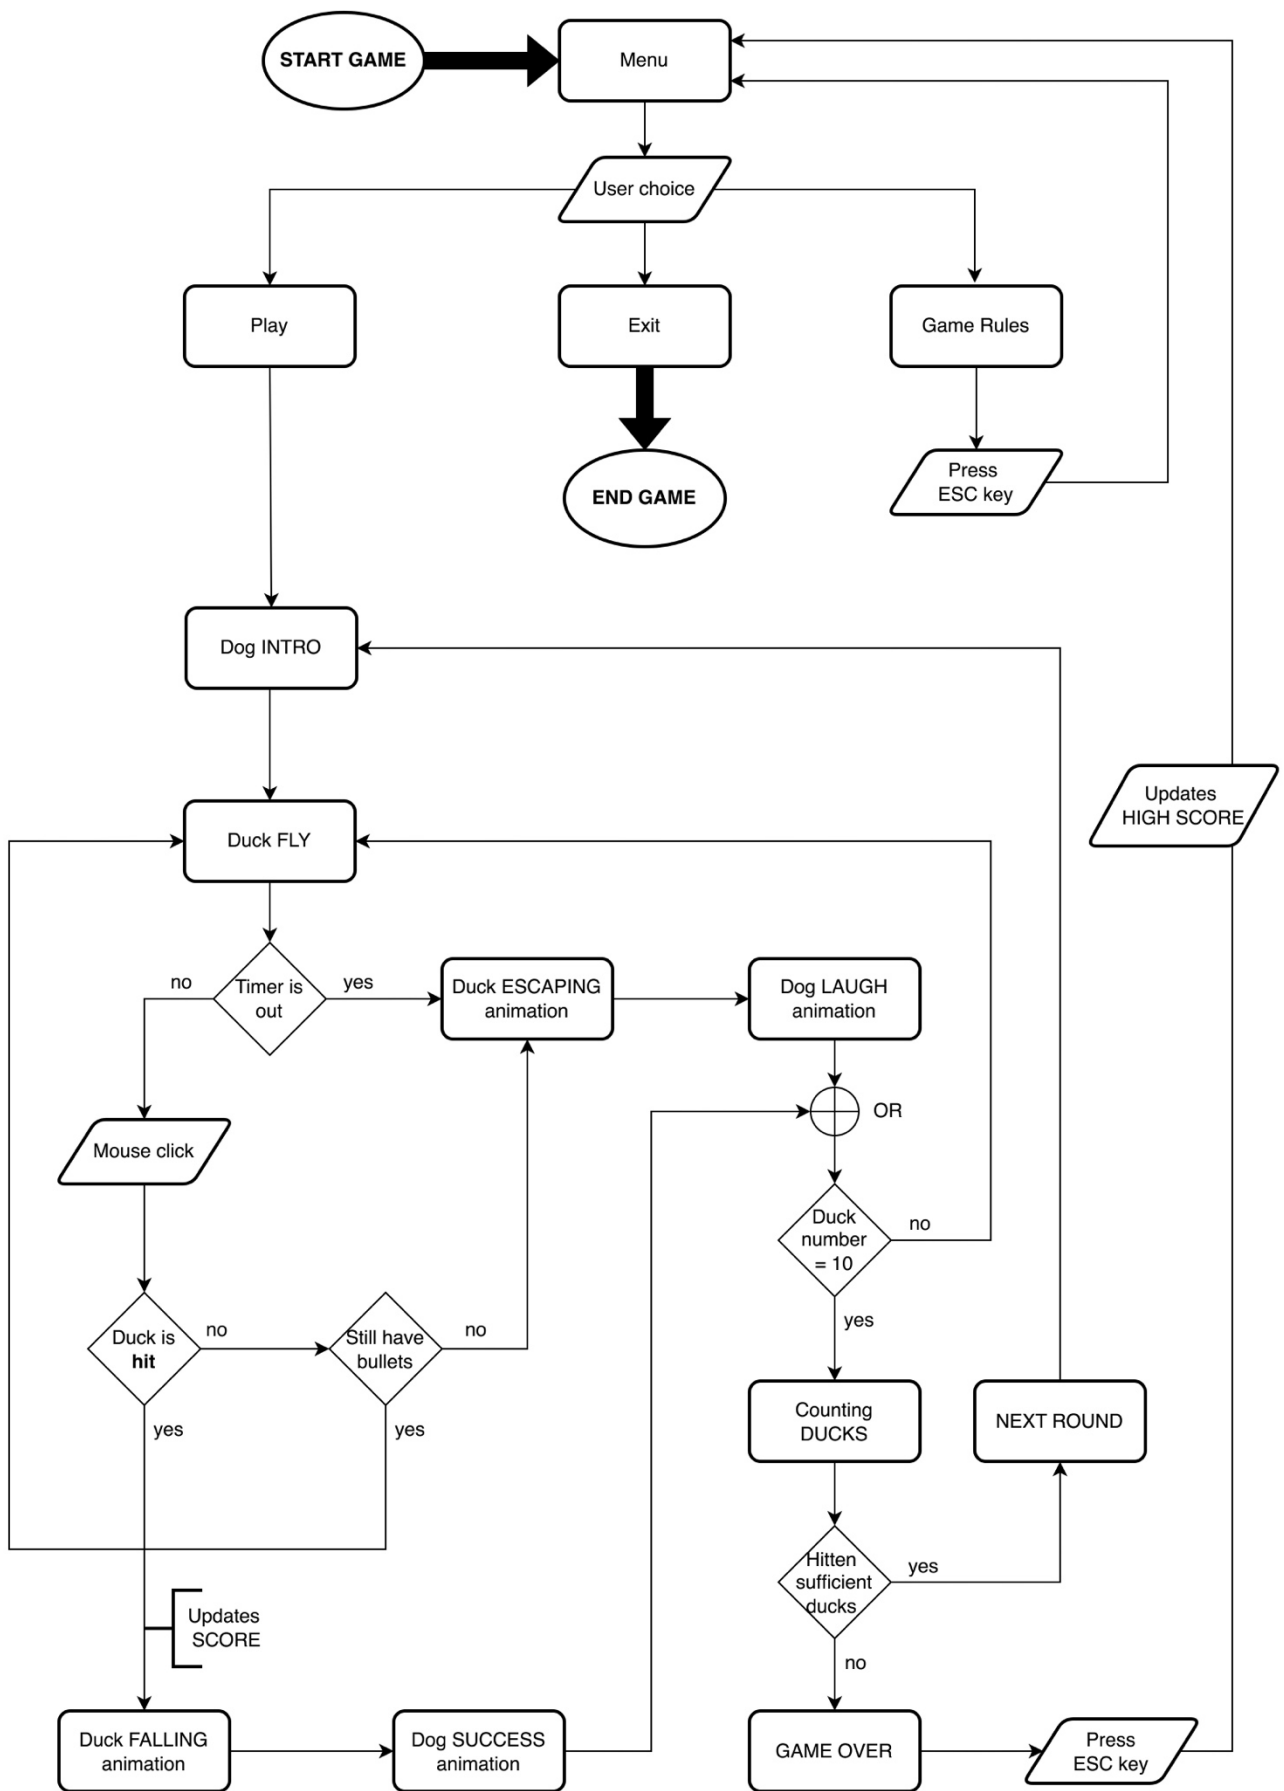 START GAME
Menu
User choice
Play
Exit
Game Rules
Press
ESC key
END GAME
Dog INTRO
Updates
HIGH SCORE
Duck FLY
no
Timer is
out
yes
Duck ESCAPING
animation
Dog LAUGH
animation
OR
Mouse click
Duck
number
= 10
no
yes
Duck is
hit
no
Still have
bullets
no
yes
yes
Counting
DUCKS
NEXT ROUND
Hitten
sufficient
ducks
yes
no
Updates
SCORE
Duck FALLING
animation
Dog SUCCESS
animation
GAME OVER
Press
ESC key